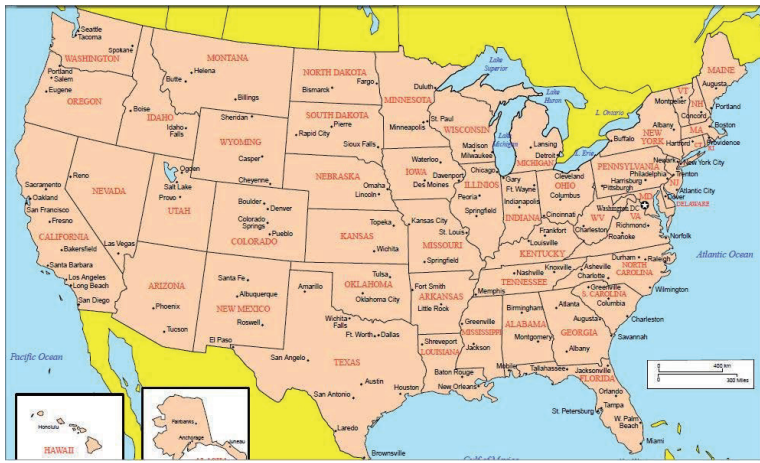 Seattle
Tacoma
Spokane
WASHINGTON
Portland
Salem
Eugene
OREGON
MONTANA
Helena
Butte
Billings
Boise
IDAHO
Idaho
Falls
NORTH DAKOTA
Bismarck
Fargo
SOUTH DAKOTA
Pierre
Rapid City
Sioux Falls
Sheridan
WYOMING
Casper
Cheyenne
MINNESOTA
Duluth
St. Paul
Minneapolis
WISCONSIN
Madison
Milwaukee
Lake
Superior
Lake
Huron
Lake
Michigan
L. Ontario
L. Erie
MICHIGAN
Lansing
Detroit
MAINE
Augusta
VT
Montpelier
NH
Concord
Portland
MA
Boston
Providence
CT
RI
Hartford
Albany
NEW
YORK
Buffalo
Newark
New York City
PENNSYLVANIA
Philadelphia
Harrisburg
Pittsburgh
Trenton
NJ
Atlantic City
MD
Dover
DELAWARE
Washington DC
Reno
Sacramento
Oakland
San Francisco
Fresno
CALIFORNIA
Bakersfield
Santa Barbara
Los Angeles
Long Beach
San Diego
NEVADA
Las Vegas
Ogden
Salt Lake
Provo
UTAH
Boulder
Denver
Colorado
Springs
Pueblo
COLORADO
NEBRASKA
Omaha
Lincoln
IOWA
Waterloo
Davenport
Des Moines
Chicago
ILLINIOS
Peoria
Springfield
Gary
Ft. Wayne
Indianapolis
INDIANA
Cleveland
OHIO
Columbus
Cincinnati
WV
Charleston
VA
Richmond
Roanoke
Norfolk
Topeka
KANSAS
Wichita
Kansas City
St. Louis
MISSOURI
Springfield
Frankfort
Louisville
KENTUCKY
Nashville
Knoxville
TENNESSEE
Memphis
Asheville
Charlotte
Durham
Raleigh
NORTH
CAROLINA
Wilmington
Greenville
S. CAROLINA
Columbia
Charleston
ARIZONA
Phoenix
Tucson
Santa Fe
Albuquerque
NEW MEXICO
Roswell
El Paso
Amarillo
Tulsa
OKLAHOMA
Oklahoma City
Wichita
Falls
Ft. Worth
Dallas
San Angelo
TEXAS
Austin
San Antonio
Houston
Laredo
Brownsville
Fort Smith
ARKANSAS
Little Rock
Shreveport
LOUISIANA
Baton Rouge
New Orleans
Greenville
MISSISSIPPI
Jackson
Birmingham
ALABAMA
Montgomery
Mobile
Atlanta
Augusta
GEORGIA
Albany
Savannah
Tallahassee
Jacksonville
FLORIDA
Orlando
Tampa
St. Petersburg
W. Palm
Beach
Miami
Atlantic Ocean
Pacific Ocean
400 km
300 Miles
Honolulu
HAWAII
Fairbanks
Anchorage
Juneau